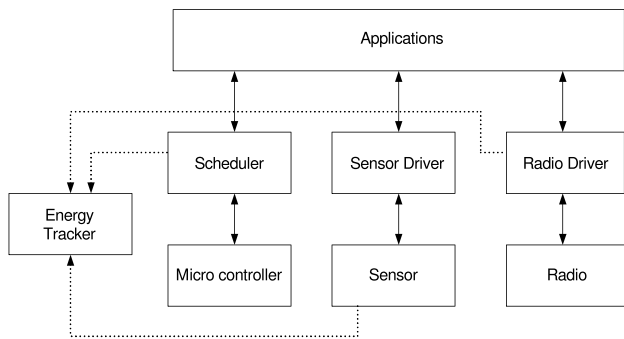 Applications
Scheduler
Sensor Driver
Radio Driver
Energy
Tracker
Micro controller
Sensor
Radio